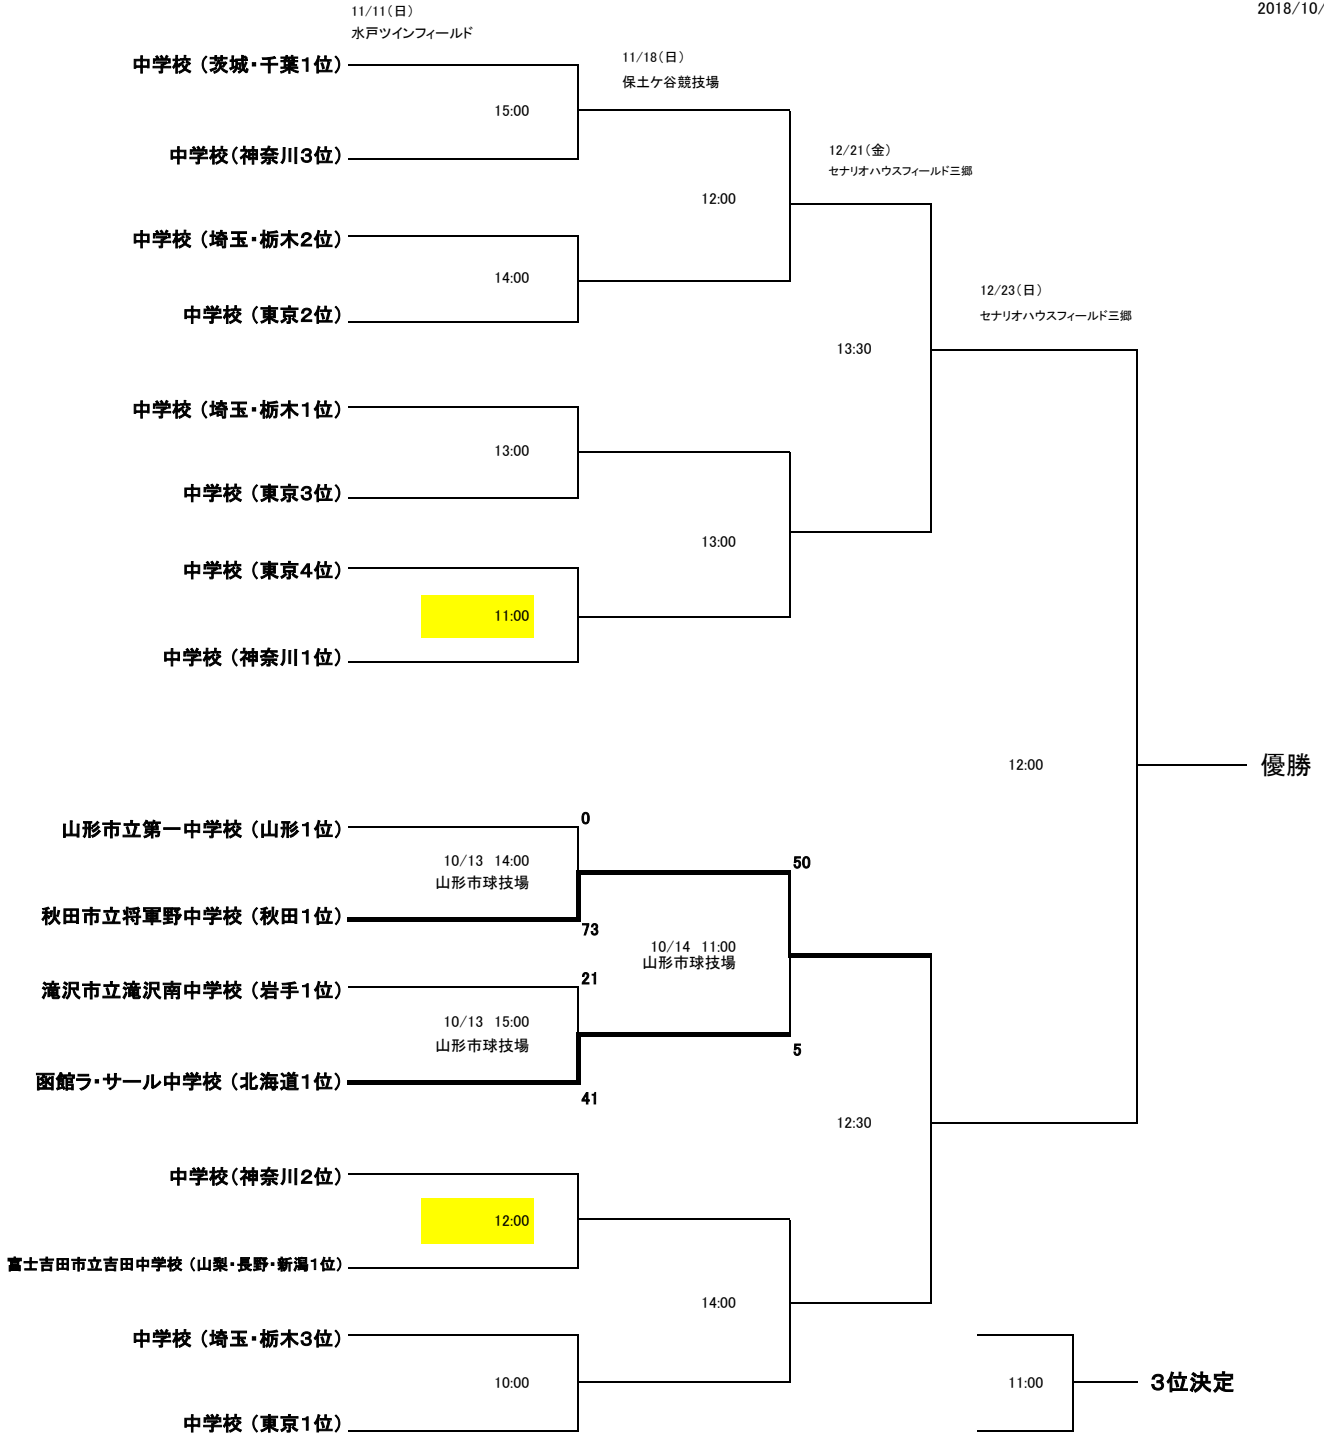 2018/10/
11/11(日)
水戸ツインフィールド
11/18(日)
保土ケ谷競技場
12/21(金)
セナリオハウスフィールド三郷
12/23(日)
セナリオハウスフィールド三郷
中学校 (茨城・千葉1位)
15:00
中学校(神奈川3位)
12:00
中学校 (埼玉・栃木2位)
14:00
中学校 (東京2位)
13:30
中学校 (埼玉・栃木1位)
13:00
中学校 (東京3位)
13:00
中学校 (東京4位)
11:00
中学校 (神奈川1位)
12:00
優勝
山形市立第一中学校 (山形1位)
0
10/13 14:00
山形市球技場
50
秋田市立将軍野中学校 (秋田1位)
73
10/14 11:00
山形市球技場
滝沢市立滝沢南中学校 (岩手1位)
21
10/13 15:00
山形市球技場
5
函館ラ・サール中学校 (北海道1位)
41
12:30
中学校(神奈川2位)
12:00
富士吉田市立吉田中学校 (山梨・長野・新潟1位)
14:00
中学校 (埼玉・栃木3位)
10:00
中学校 (東京1位)
11:00
3位決定